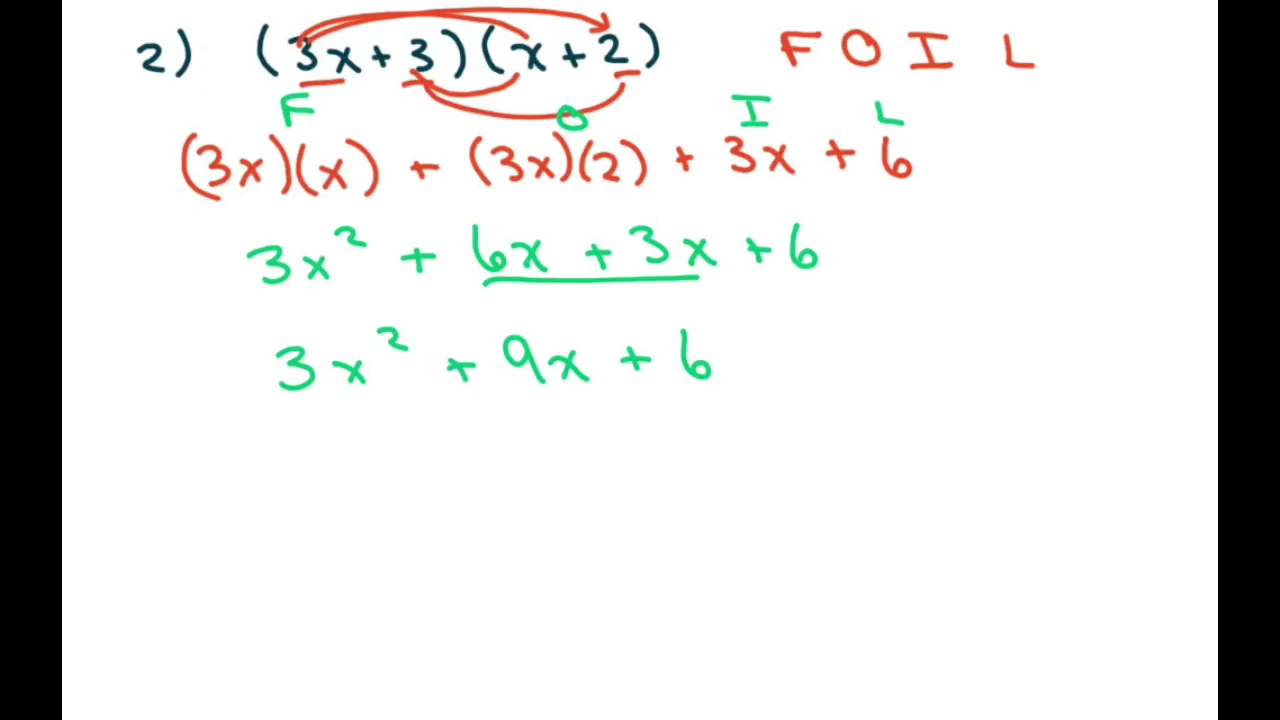 2) (3x + 3)(x + 2) F O I L
F O I L
(3x)(x) + (3x)(2) + 3x + 6
3x² + 6x + 3x + 6
3x² + 9x + 6